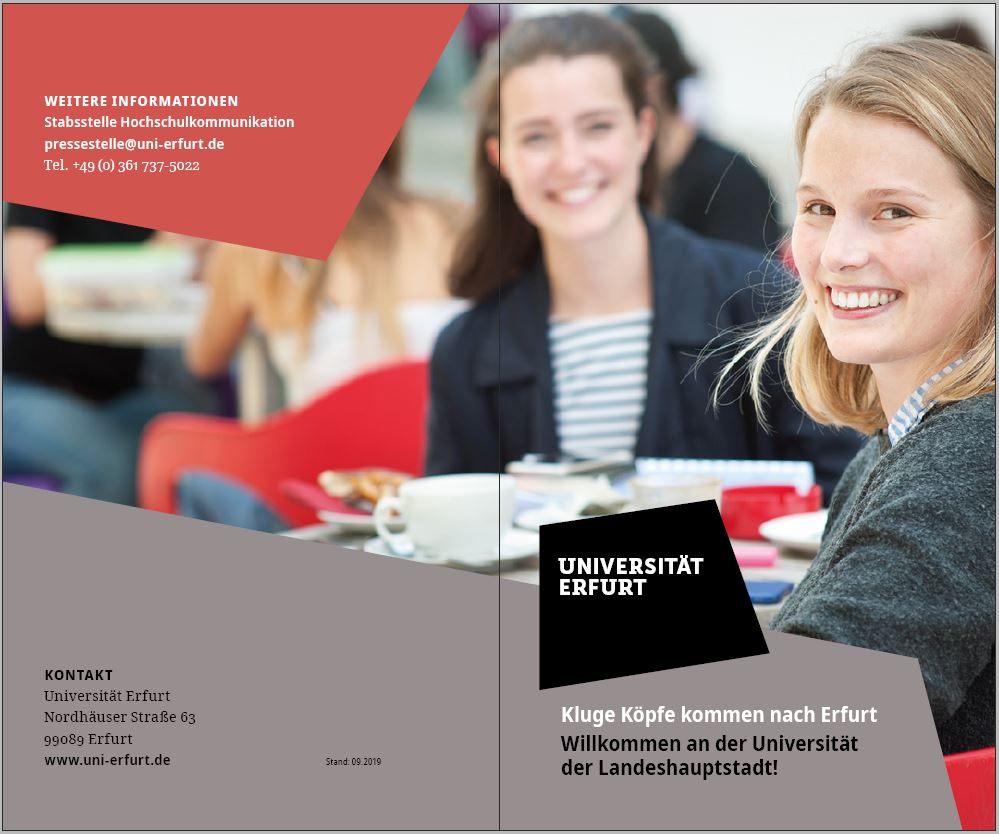 WEITERE INFORMATIONEN
Stabsstelle Hochschulkommunikation
pressestelle@uni-erfurt.de
Tel. +49 (0) 361 737-5022
KONTAKT
Universität Erfurt
Nordhäuser Straße 63
99089 Erfurt
www.uni-erfurt.de
Stand: 09.2019
UNIVERSITÄT
ERFURT
Kluge Köpfe kommen nach Erfurt
Willkommen an der Universität
der Landeshauptstadt!